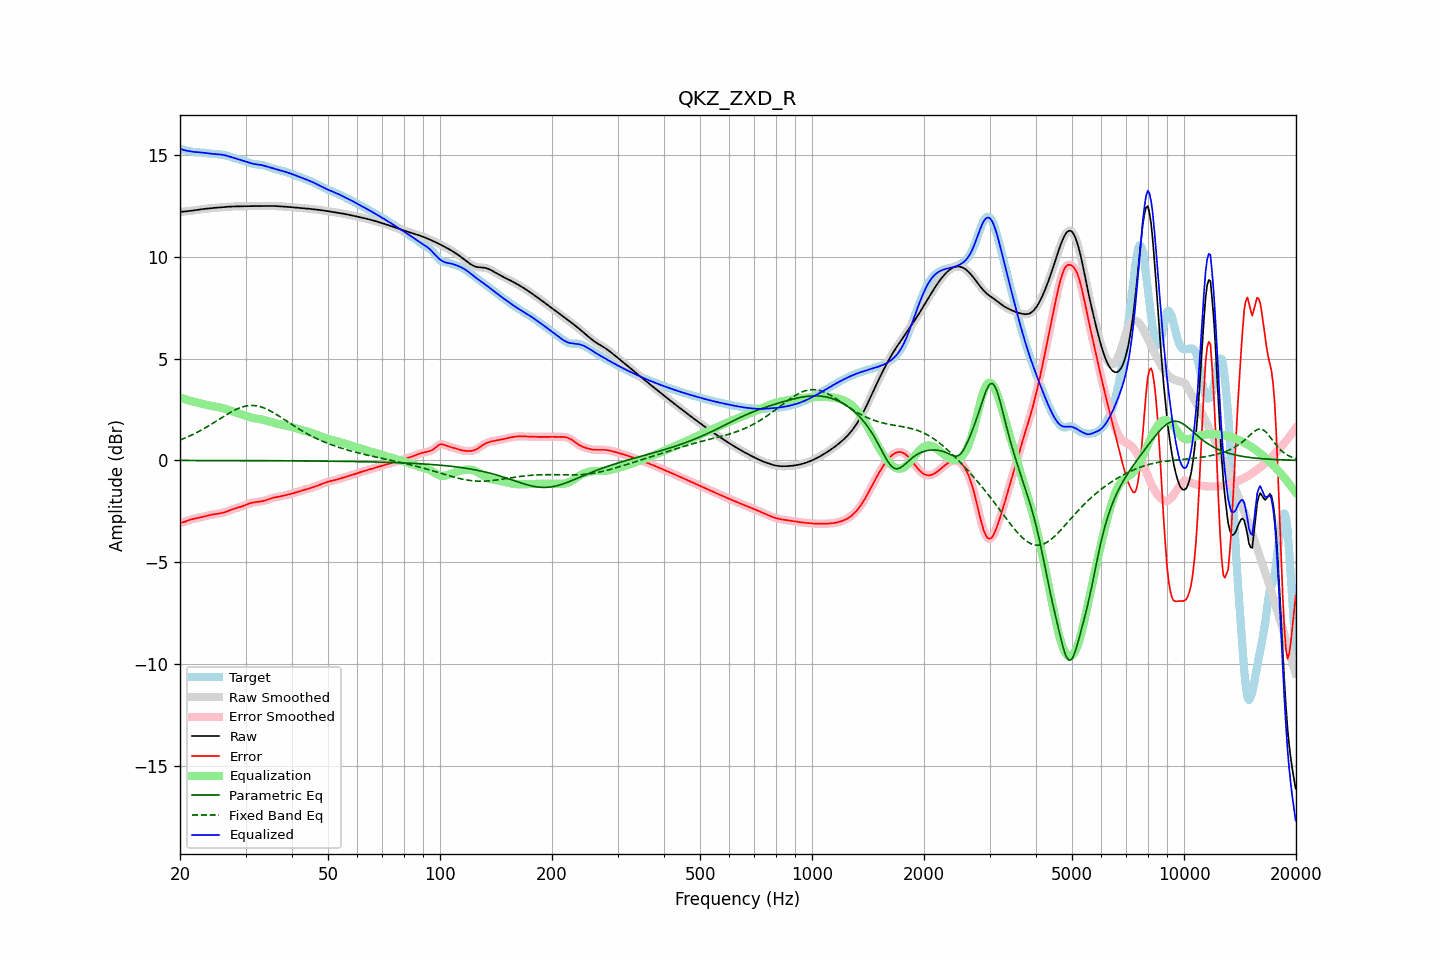 QKZ_ZXD_R
Amplitude (dBr)
15
10
5
0
−5
−10
−15
Target
Raw Smoothed
Error Smoothed
Raw
Error
Equalization
Parametric Eq
Fixed Band Eq
Equalized
20 50 100 200 500 1000 2000 5000 10000 20000
Frequency (Hz)